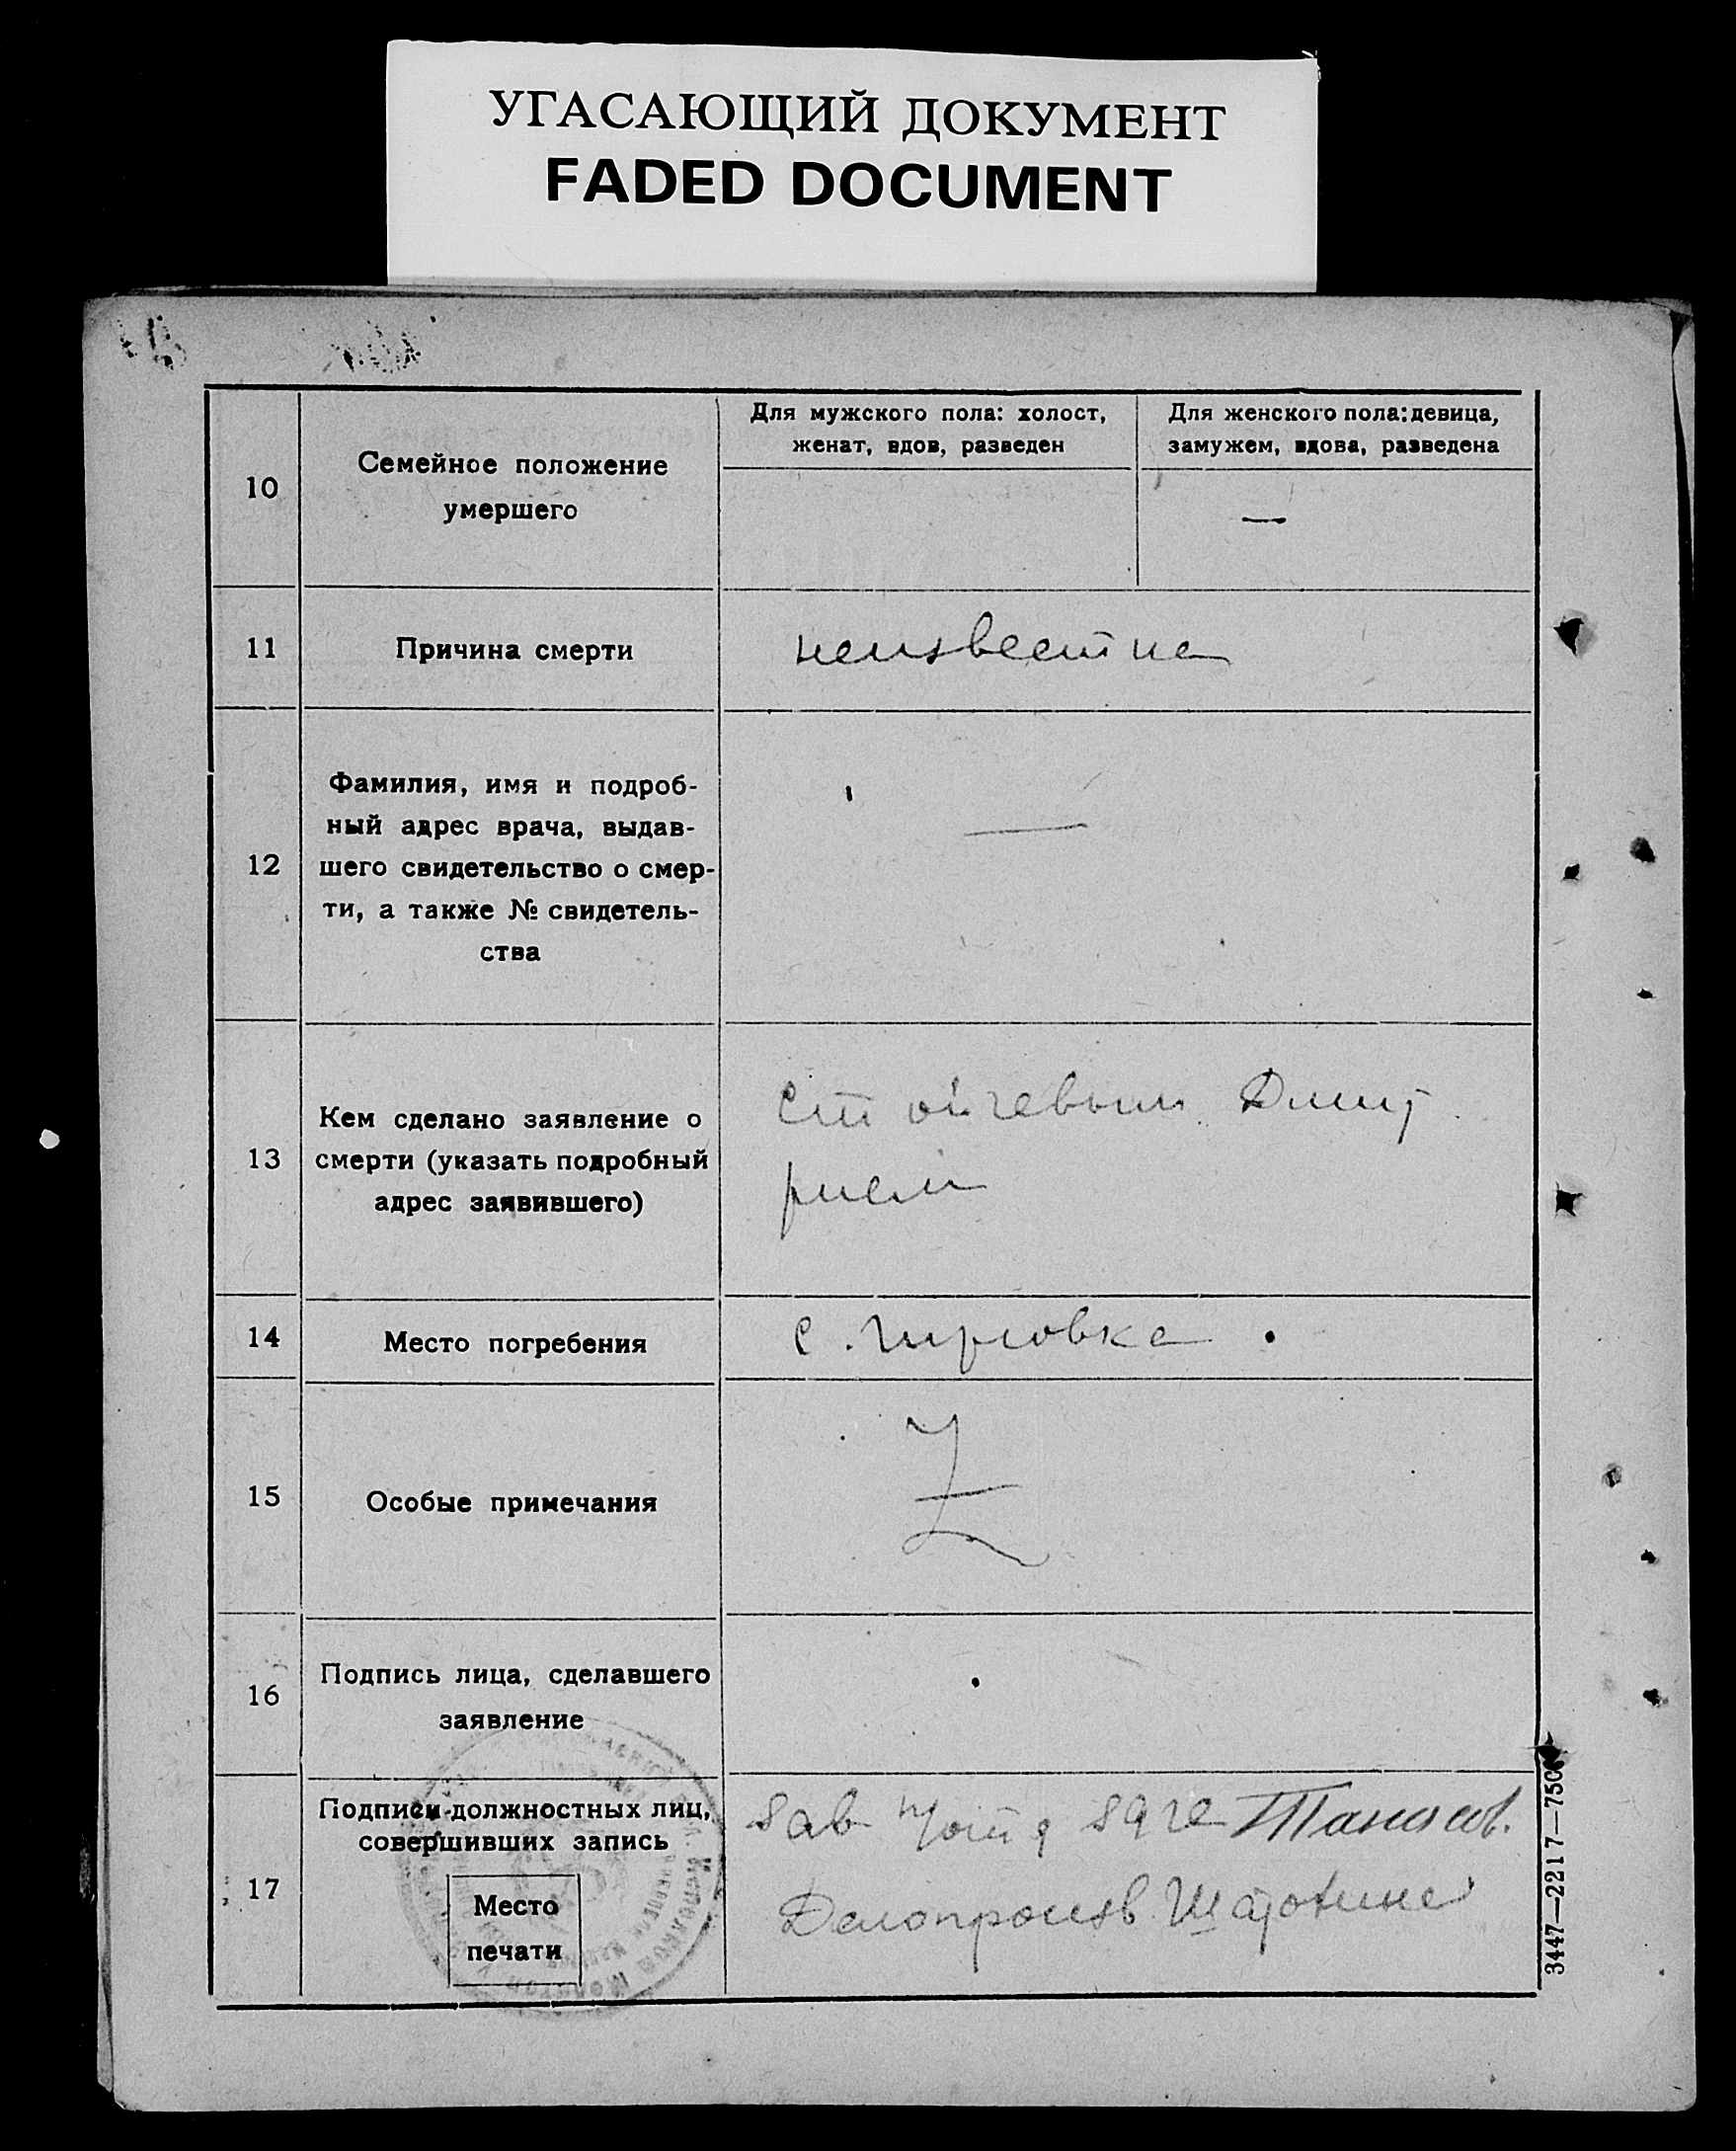 УГАСАЮЩИЙ ДОКУМЕНТ
FADED DOCUMENT
10
Семейное положение
умершего
Для мужского пола: холост,
женат, вдов, разведен
Для женского пола: девица,
замужем, вдова, разведена
—
11
Причина смерти
неизвестна
12
Фамилия, имя и подроб-
ный адрес врача, выдав-
шего свидетельство о смер-
ти, а также № свидетель-
ства
—
13
Кем сделано заявление о
смерти (указать подробный
адрес заявившего)
Стойчевым Дмит
рием
14
Место погребения
с.
15
Особые примечания
Z
16
Подпись лица, сделавшего
заявление
17
Подписи должностных лиц,
совершивших запись
Место
печати
Зав
Делопроизв.
3447—2217—750